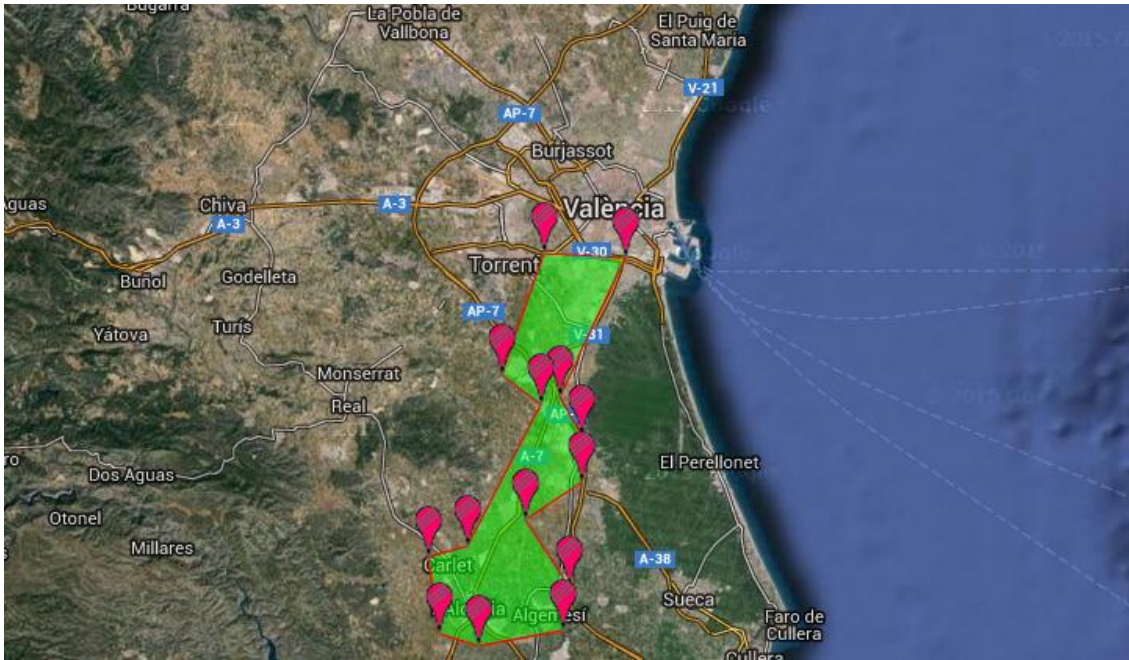 Bugarra
La Pobla de
Vallbona
El Puig de
Santa Maria
V-21
AP-7
Google
Burjassot
Chiva
A-3
A-3
València
Aguas
V-30
Torrent
Buñol
Godelleta
AP-7
Yátova
Turís
V-31
Monserrat
Real
AP-
A-7
El Perellonet
Dos Aguas
Otonel
Millares
A-38
Carlet
Sueca
Algemesí
Faro de
Cullera
Cullera